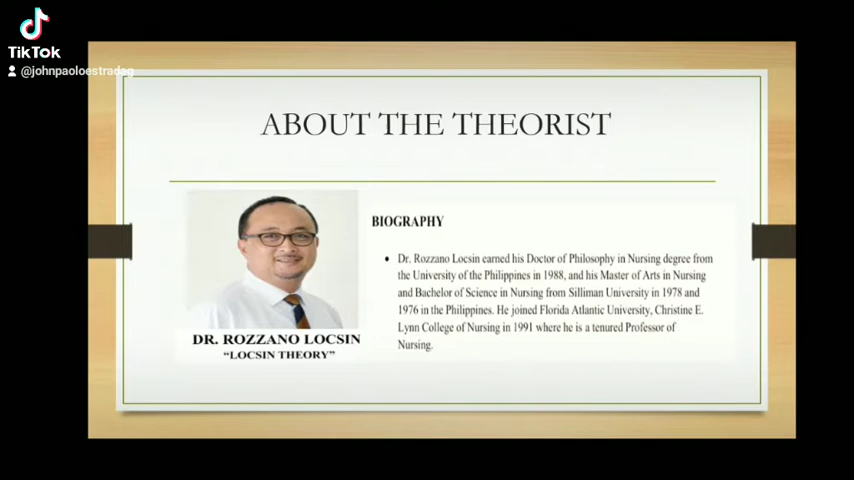 TikTok
@johnpaoloestradag
ABOUT THE THEORIST
BIOGRAPHY
• Dr. Rozzano Locsin earned his Doctor of Philosophy in Nursing degree from
the University of the Philippines in 1988, and his Master of Arts in Nursing
and Bachelor of Science in Nursing from Silliman University in 1978 and
1976 in the Philippines. He joined Florida Atlantic University, Christine E.
Lynn College of Nursing in 1991 where he is a tenured Professor of
Nursing.
DR. ROZZANO LOCSIN
“LOCSIN THEORY”